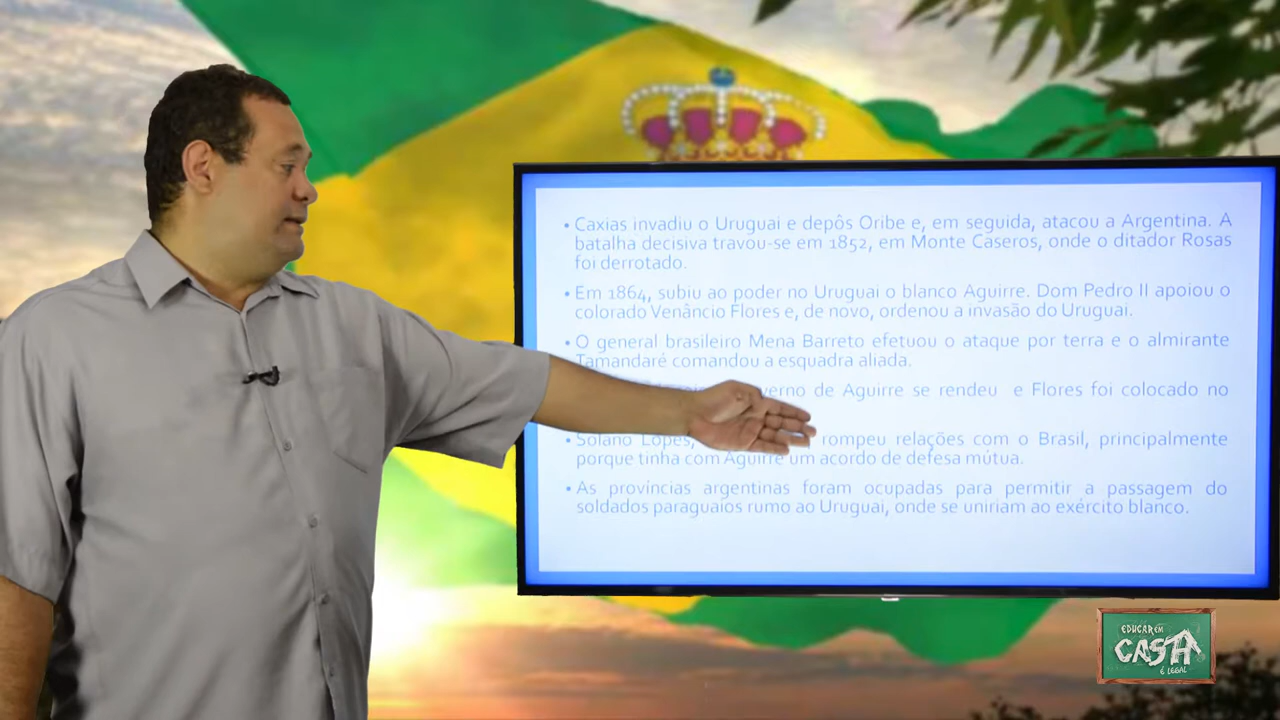 • Caxias invadiu o Uruguai e depôs Oribe e, em seguida, atacou a Argentina. A
batalha decisiva travou-se em 1852, em Monte Caseros, onde o ditador Rosas
foi derrotado.
• Em 1864, subiu ao poder no Uruguai o blanco Aguirre. Dom Pedro II apoiou o
colorado Venâncio Flores e, de novo, ordenou a invasão do Uruguai.
• O general brasileiro Mena Barreto efetuou o ataque por terra e o almirante
Tamandaré comandou a esquadra aliada.
de Aguirre se rendeu e Flores foi colocado no
• Solano Lopes, rompeu relações com o Brasil, principalmente
porque tinha com Aguirre um acordo de defesa mútua.
• As províncias argentinas foram ocupadas para permitir a passagem do
soldados paraguaios rumo ao Uruguai, onde se uniriam ao exército blanco.
EDUCAR EM
CASA
É LEGAL